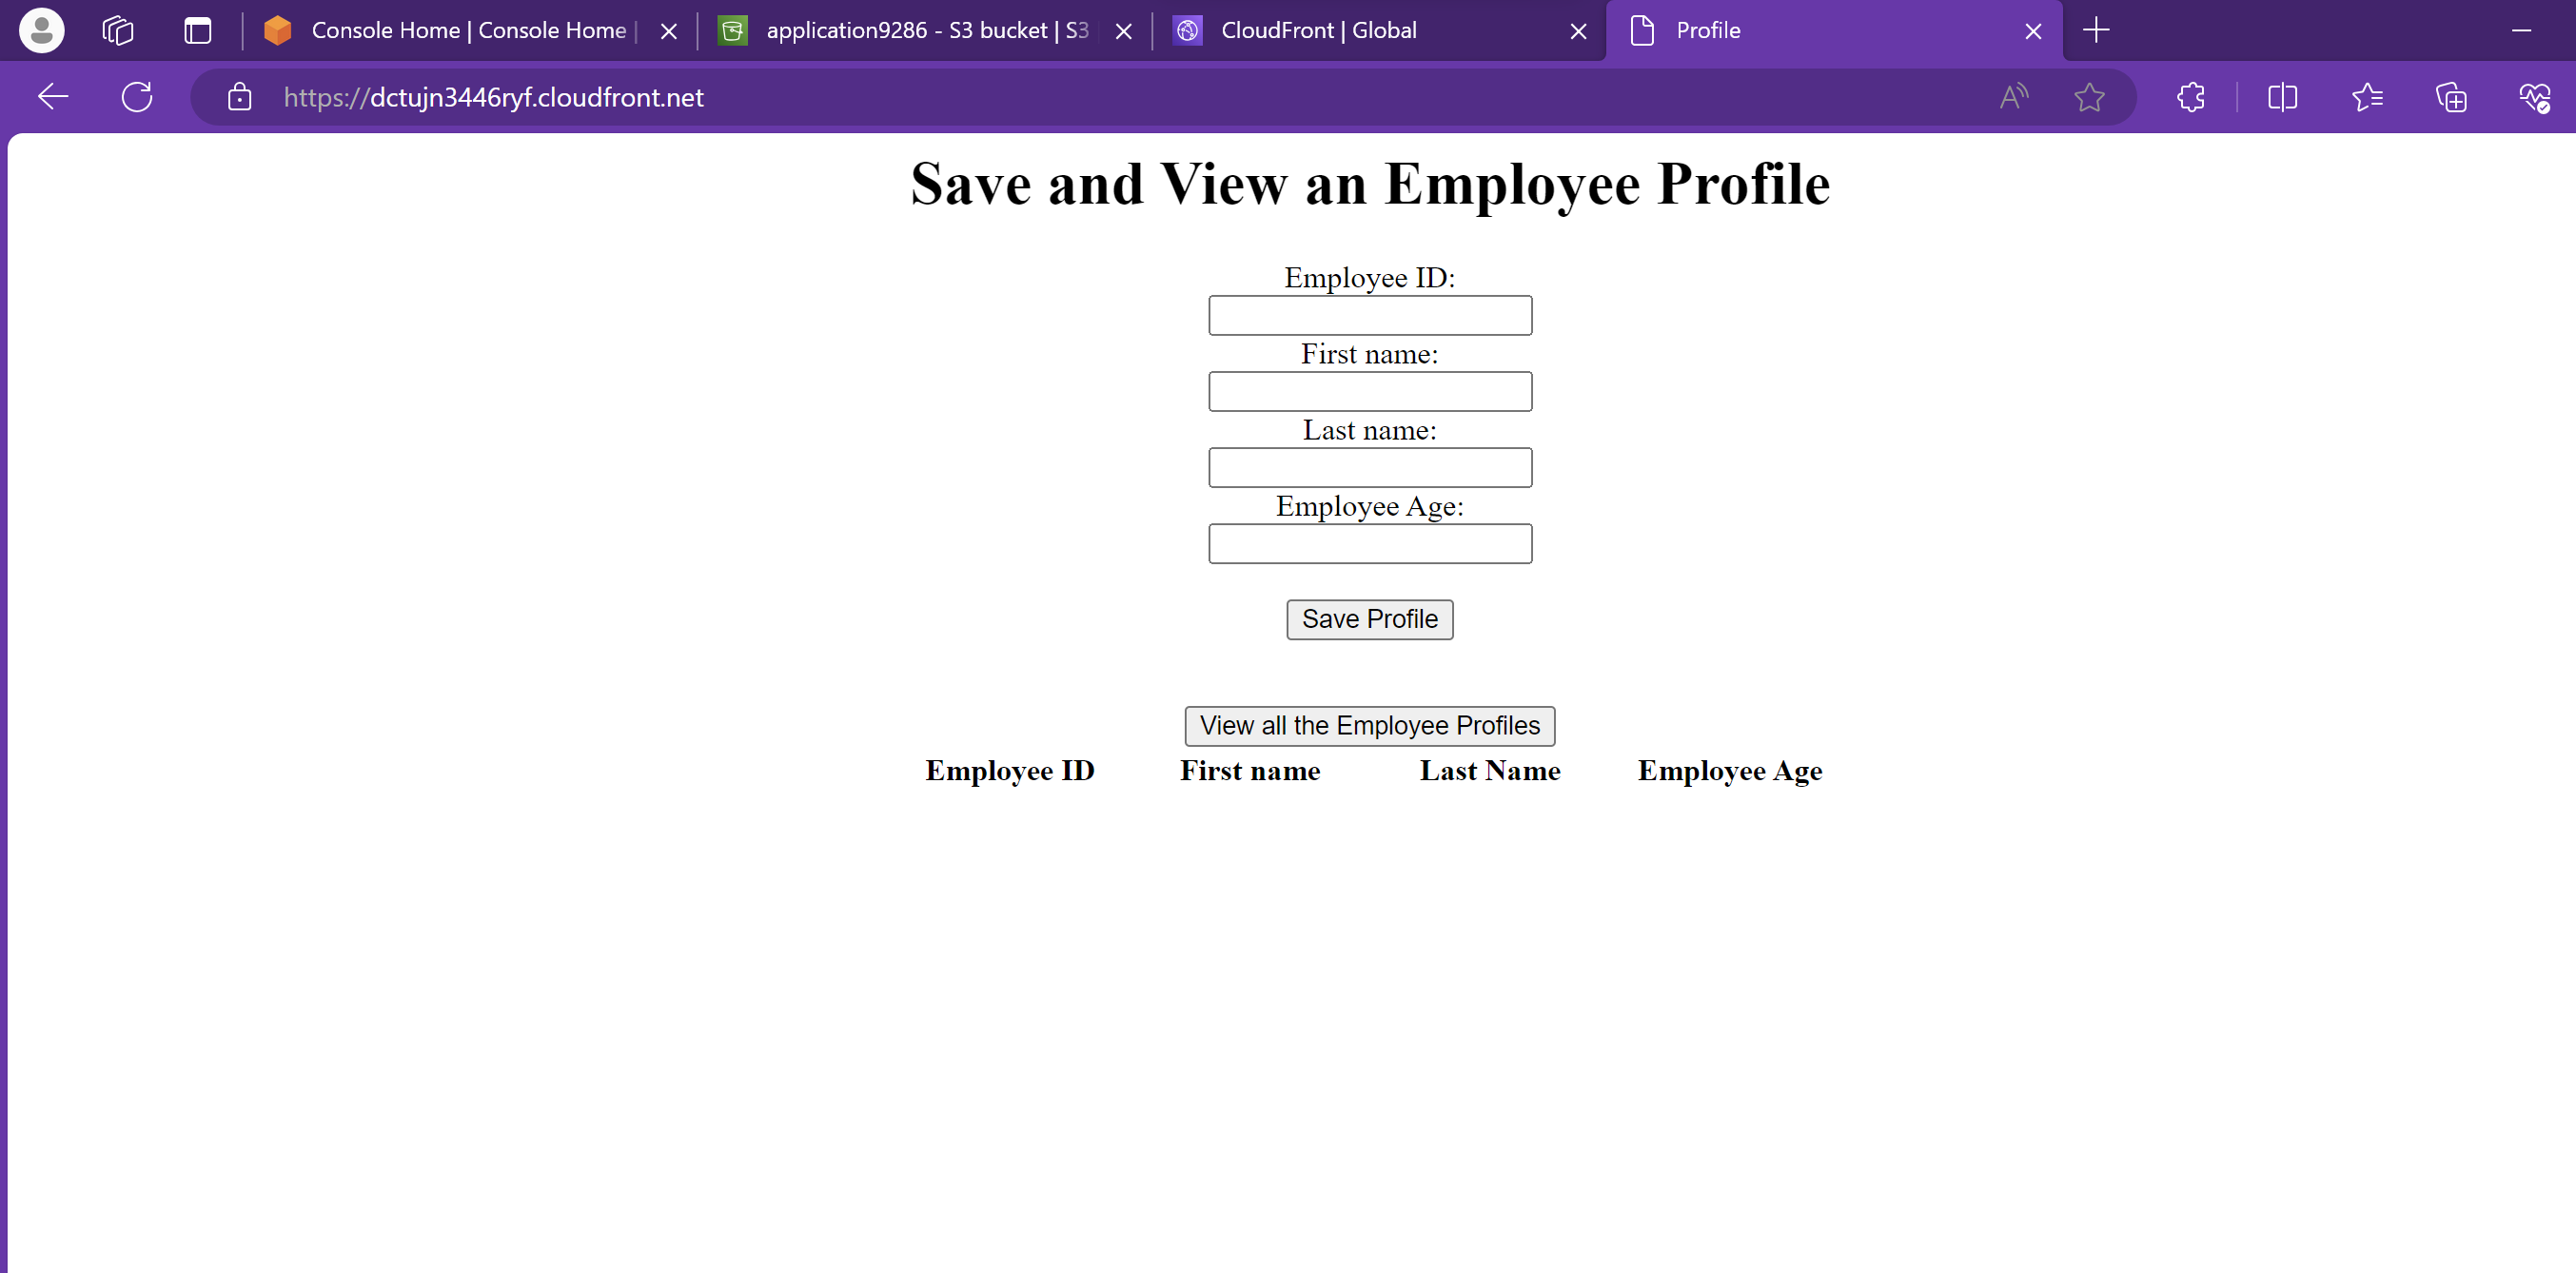 Console Home | Console Home |
application9286 - S3 bucket | S3
CloudFront | Global
Profile
https://dctujn3446ryf.cloudfront.net
Save and View an Employee Profile
Employee ID:
First name:
Last name:
Employee Age:
Save Profile
View all the Employee Profiles
Employee ID First name Last Name Employee Age